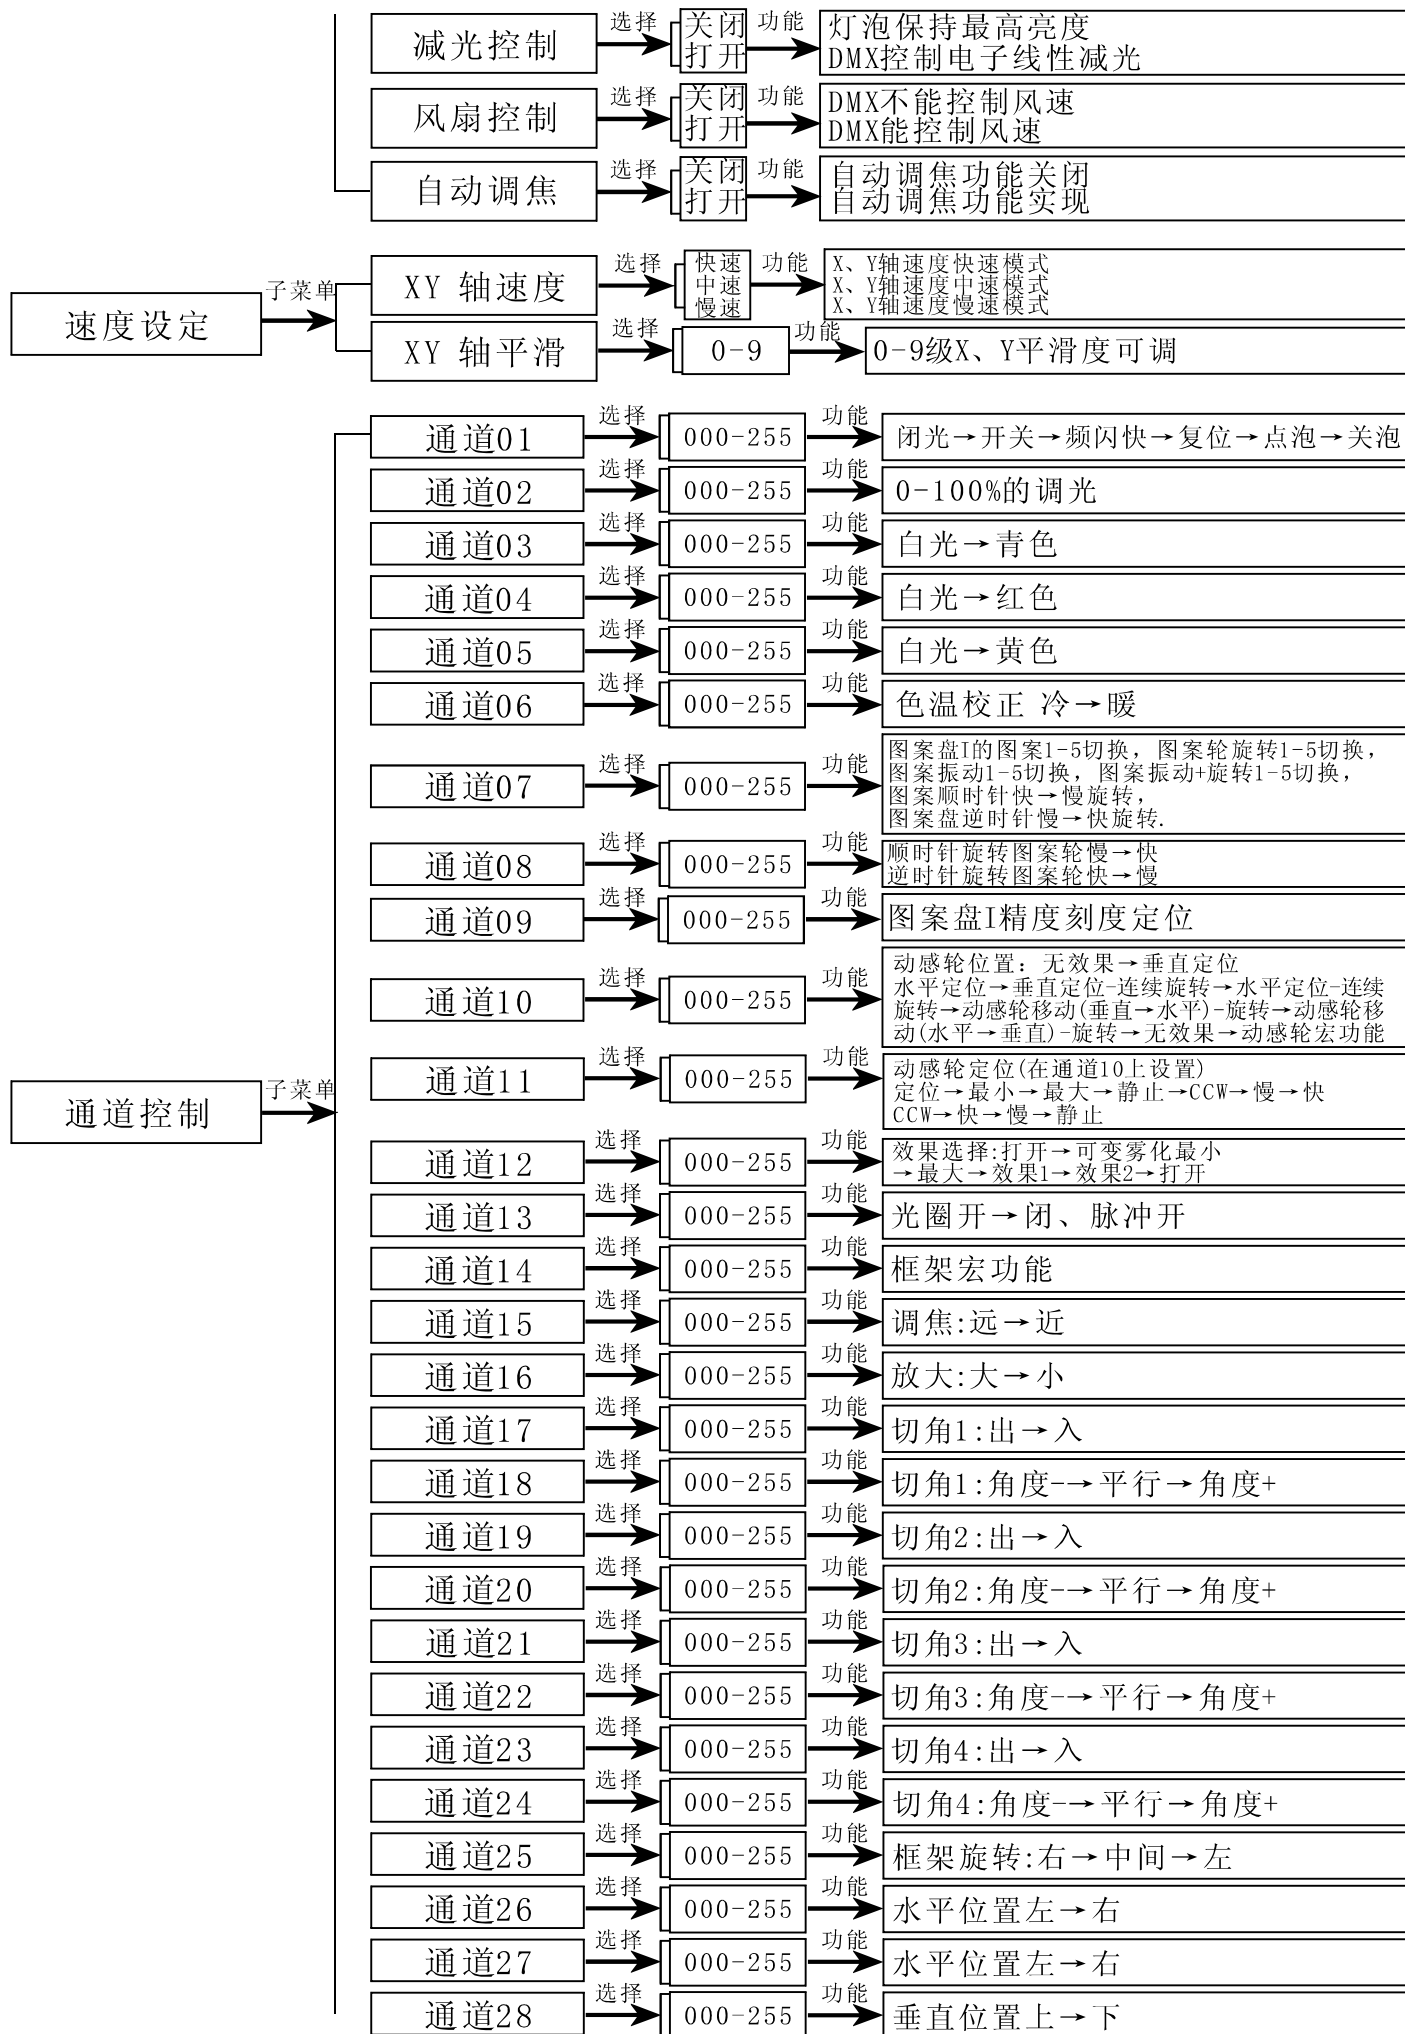 减光控制 选择 关闭 功能 灯泡保持最高亮度
打开 DMX控制电子线性减光
风扇控制 选择 关闭 功能 DMX不能控制风速
打开 DMX能控制风速
自动调焦 选择 关闭 功能 自动调焦功能关闭
打开 自动调焦功能实现
速度设定 子菜单
XY 轴速度 选择 快速 功能 X、Y轴速度快速模式
中速 X、Y轴速度中速模式
慢速 X、Y轴速度慢速模式
XY 轴平滑 选择 0-9 功能 0-9级X、Y平滑度可调
通道控制 子菜单
通道01 选择 000-255 功能 闭光→开关→频闪快→复位→点泡→关泡
通道02 选择 000-255 功能 0-100%的调光
通道03 选择 000-255 功能 白光→青色
通道04 选择 000-255 功能 白光→红色
通道05 选择 000-255 功能 白光→黄色
通道06 选择 000-255 功能 色温校正 冷→暖
通道07 选择 000-255 功能 图案盘I的图案1-5切换，图案轮旋转1-5切换，
图案振动1-5切换，图案振动+旋转1-5切换，
图案顺时针快→慢旋转，
图案盘逆时针慢→快旋转.
通道08 选择 000-255 功能 顺时针旋转图案轮慢→快
逆时针旋转图案轮快→慢
通道09 选择 000-255 功能 图案盘I精度刻度定位
通道10 选择 000-255 功能 动感轮位置：无效果→垂直定位
水平定位→垂直定位-连续旋转→水平定位-连续
旋转→动感轮移动(垂直→水平)-旋转→动感轮移
动(水平→垂直)-旋转→无效果→动感轮宏功能
通道11 选择 000-255 功能 动感轮定位(在通道10上设置)
定位→最小→最大→静止→CCW→慢→快
CCW→快→慢→静止
通道12 选择 000-255 功能 效果选择:打开→可变雾化最小
→最大→效果1→效果2→打开
通道13 选择 000-255 功能 光圈开→闭、脉冲开
通道14 选择 000-255 功能 框架宏功能
通道15 选择 000-255 功能 调焦:远→近
通道16 选择 000-255 功能 放大:大→小
通道17 选择 000-255 功能 切角1:出→入
通道18 选择 000-255 功能 切角1:角度-→平行→角度+
通道19 选择 000-255 功能 切角2:出→入
通道20 选择 000-255 功能 切角2:角度-→平行→角度+
通道21 选择 000-255 功能 切角3:出→入
通道22 选择 000-255 功能 切角3:角度-→平行→角度+
通道23 选择 000-255 功能 切角4:出→入
通道24 选择 000-255 功能 切角4:角度-→平行→角度+
通道25 选择 000-255 功能 框架旋转:右→中间→左
通道26 选择 000-255 功能 水平位置左→右
通道27 选择 000-255 功能 水平位置左→右
通道28 选择 000-255 功能 垂直位置上→下